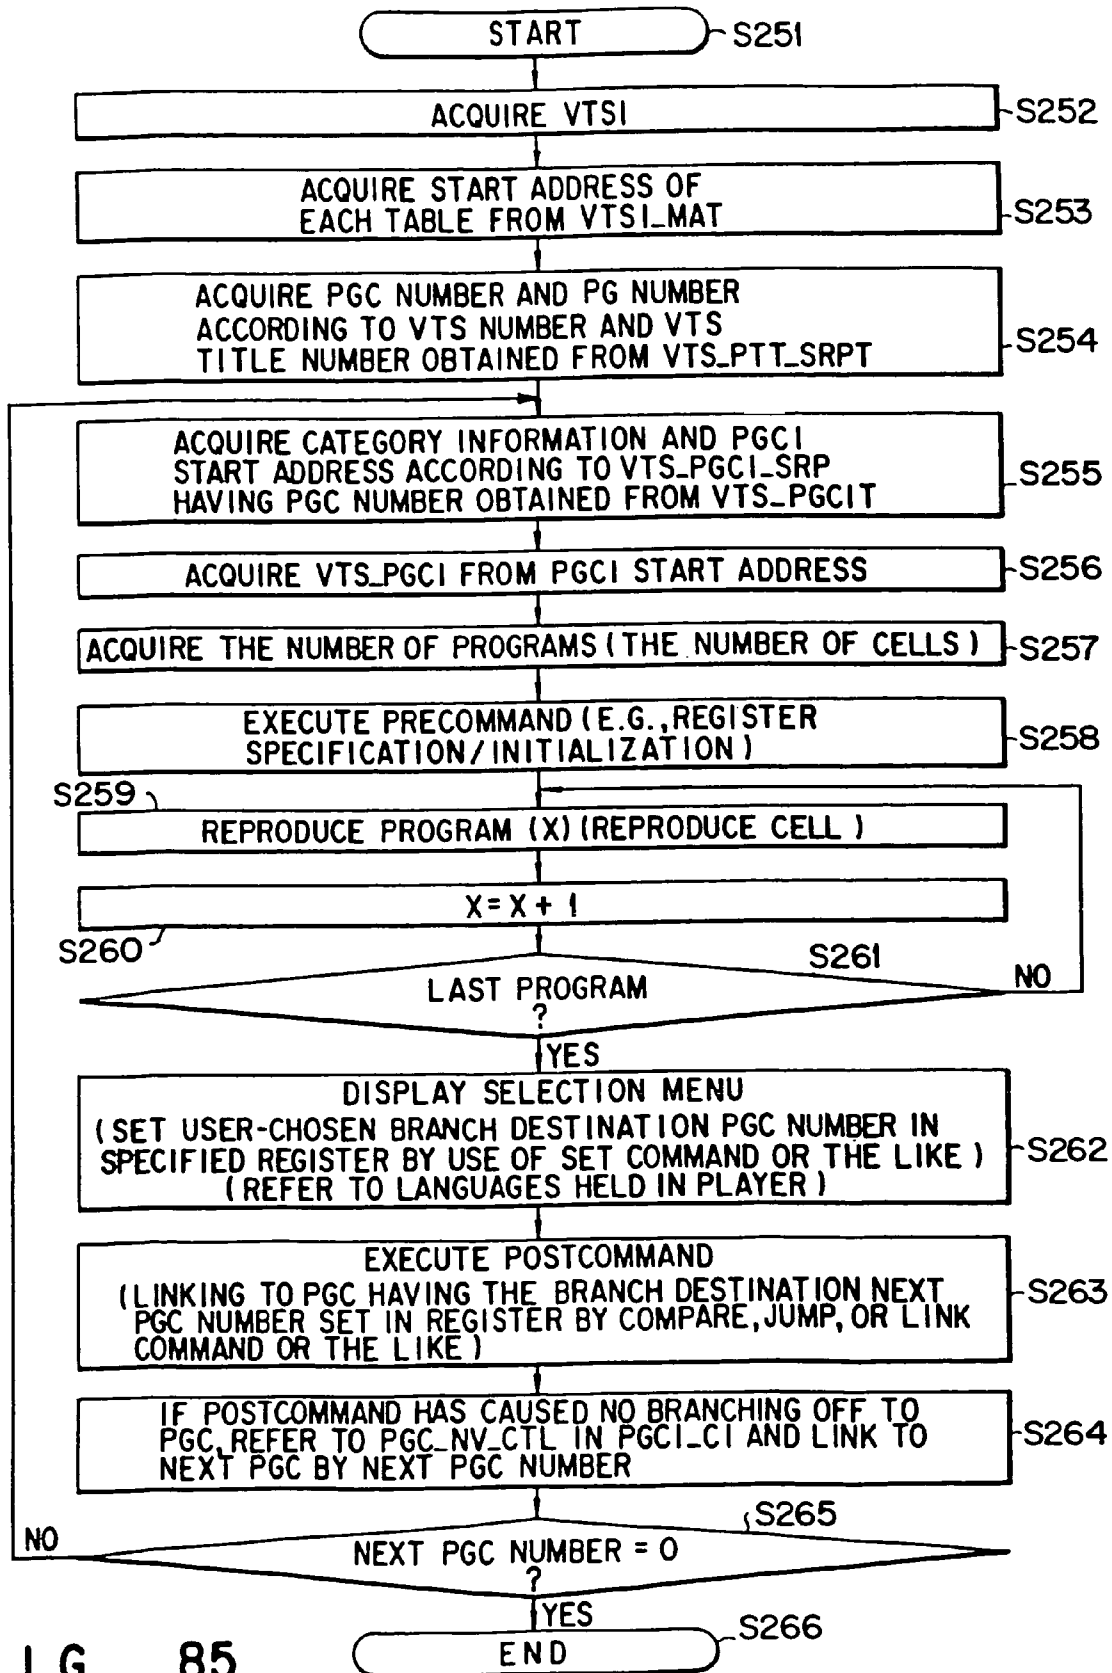 START
S251
ACQUIRE VTSI
S252
ACQUIRE START ADDRESS OF
EACH TABLE FROM VTSI_MAT
S253
ACQUIRE PGC NUMBER AND PG NUMBER
ACCORDING TO VTS NUMBER AND VTS
TITLE NUMBER OBTAINED FROM VTS_PTT_SRPT
S254
ACQUIRE CATEGORY INFORMATION AND PGCI
START ADDRESS ACCORDING TO VTS_PGCI_SRP
HAVING PGC NUMBER OBTAINED FROM VTS_PGCIT
S255
ACQUIRE VTS_PGCI FROM PGCI START ADDRESS
S256
ACQUIRE THE NUMBER OF PROGRAMS (THE NUMBER OF CELLS)
S257
EXECUTE PRECOMMAND (E.G., REGISTER
SPECIFICATION/INITIALIZATION)
S258
S259
REPRODUCE PROGRAM (X) (REPRODUCE CELL)
X=X+1
S260
S261
LAST PROGRAM
?
NO
YES
DISPLAY SELECTION MENU
(SET USER-CHOSEN BRANCH DESTINATION PGC NUMBER IN
SPECIFIED REGISTER BY USE OF SET COMMAND OR THE LIKE)
(REFER TO LANGUAGES HELD IN PLAYER)
S262
EXECUTE POSTCOMMAND
(LINKING TO PGC HAVING THE BRANCH DESTINATION NEXT
PGC NUMBER SET IN REGISTER BY COMPARE, JUMP, OR LINK
COMMAND OR THE LIKE)
S263
IF POSTCOMMAND HAS CAUSED NO BRANCHING OFF TO
PGC, REFER TO PGC_NV_CTL IN PGCI_CI AND LINK TO
NEXT PGC BY NEXT PGC NUMBER
S264
S265
NO
NEXT PGC NUMBER = 0
?
YES
END
S266
IG. 85